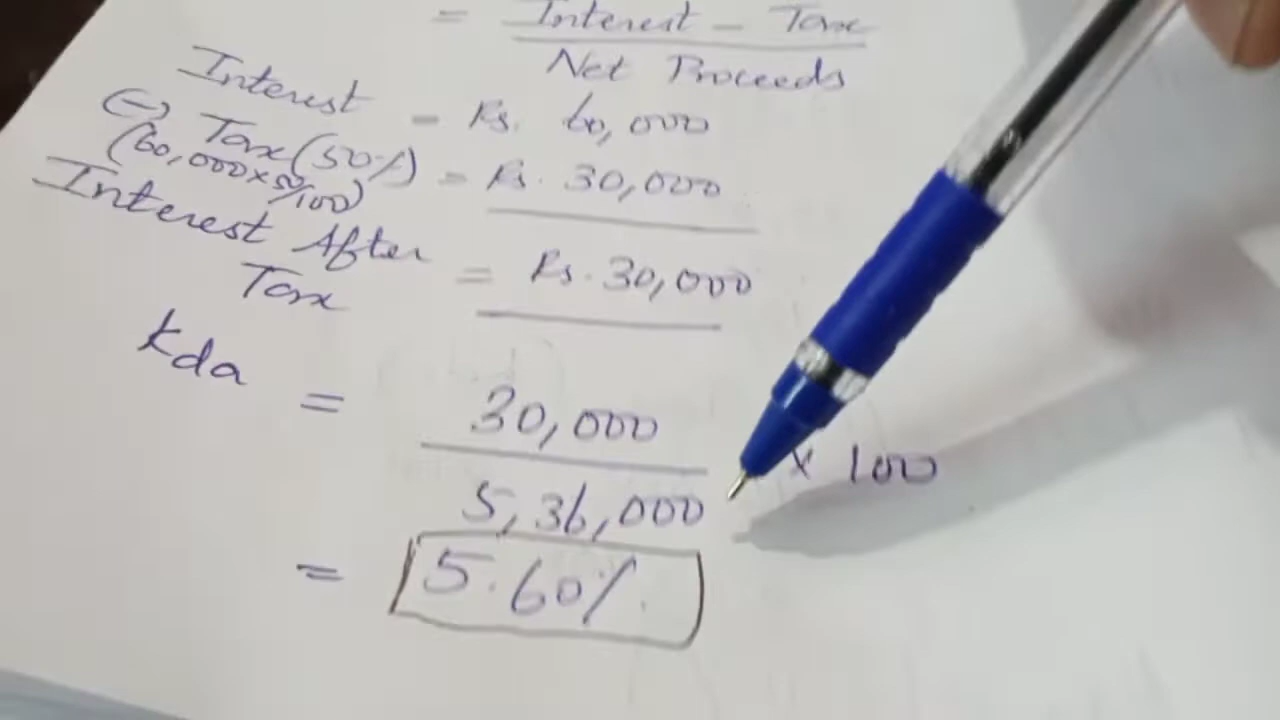 = Interest - Tax
Net Proceeds
Interest - Rs. 60,000
(-) Tax (50%) = Rs. 30,000
(60,000 x 50/100)
Interest After
Tax = Rs. 30,000
Kda = 30,000 x 100
5,36,000
= 5.60%.